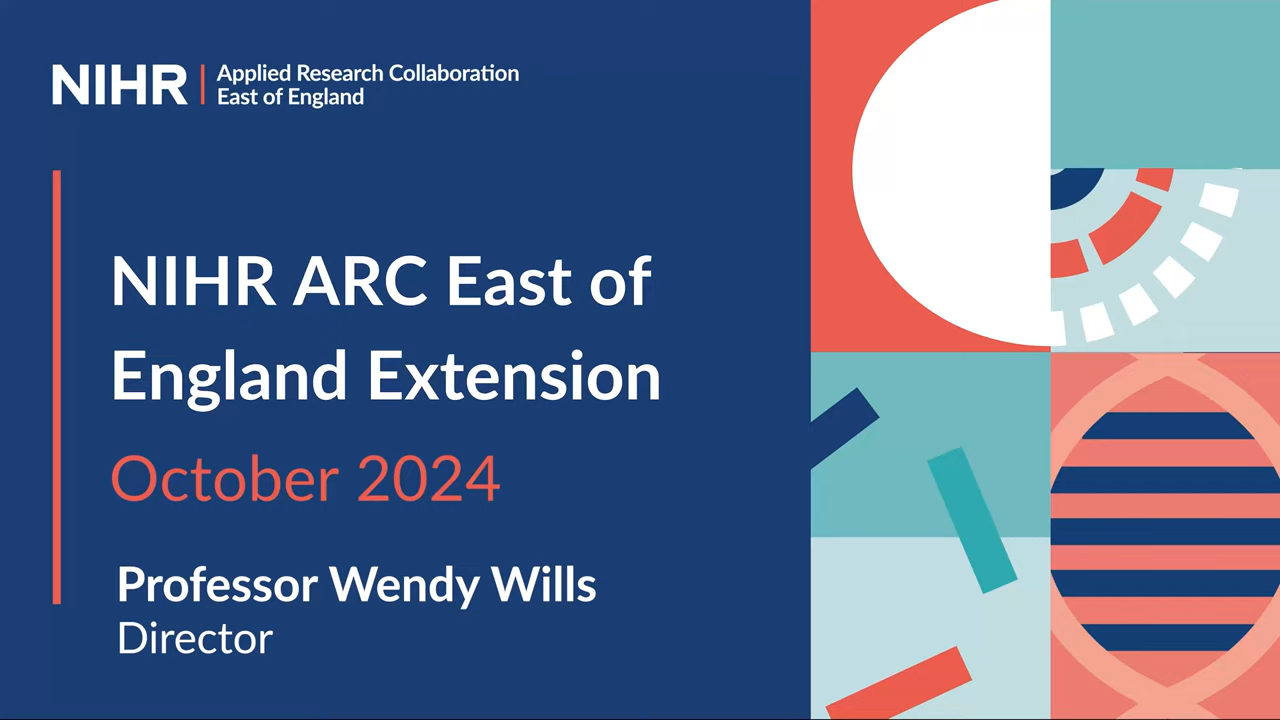 NIHR | Applied Research Collaboration
East of England
NIHR ARC East of
England Extension
October 2024
Professor Wendy Wills
Director